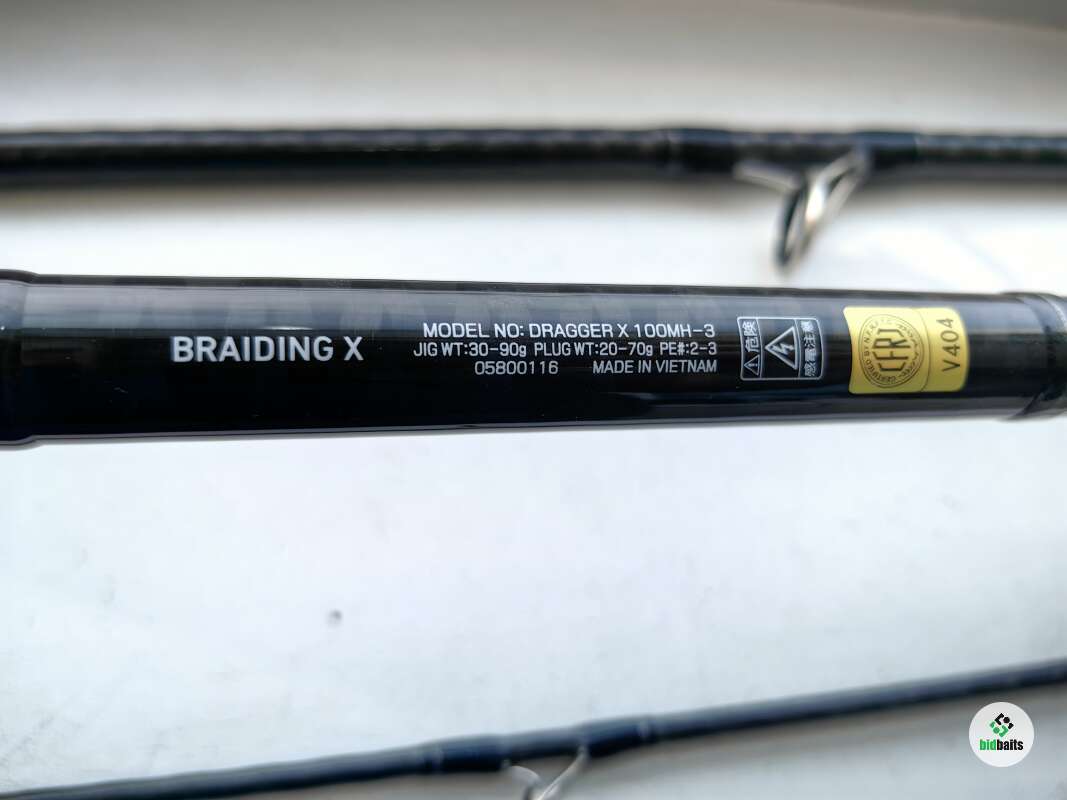 BRAIDING X
MODEL NO: DRAGGER X 100MH-3
JIG WT:30-90g PLUG WT:20-70g PE#:2-3
05800116 MADE IN VIETNAM
危険
感電注意
V404
bidbaits